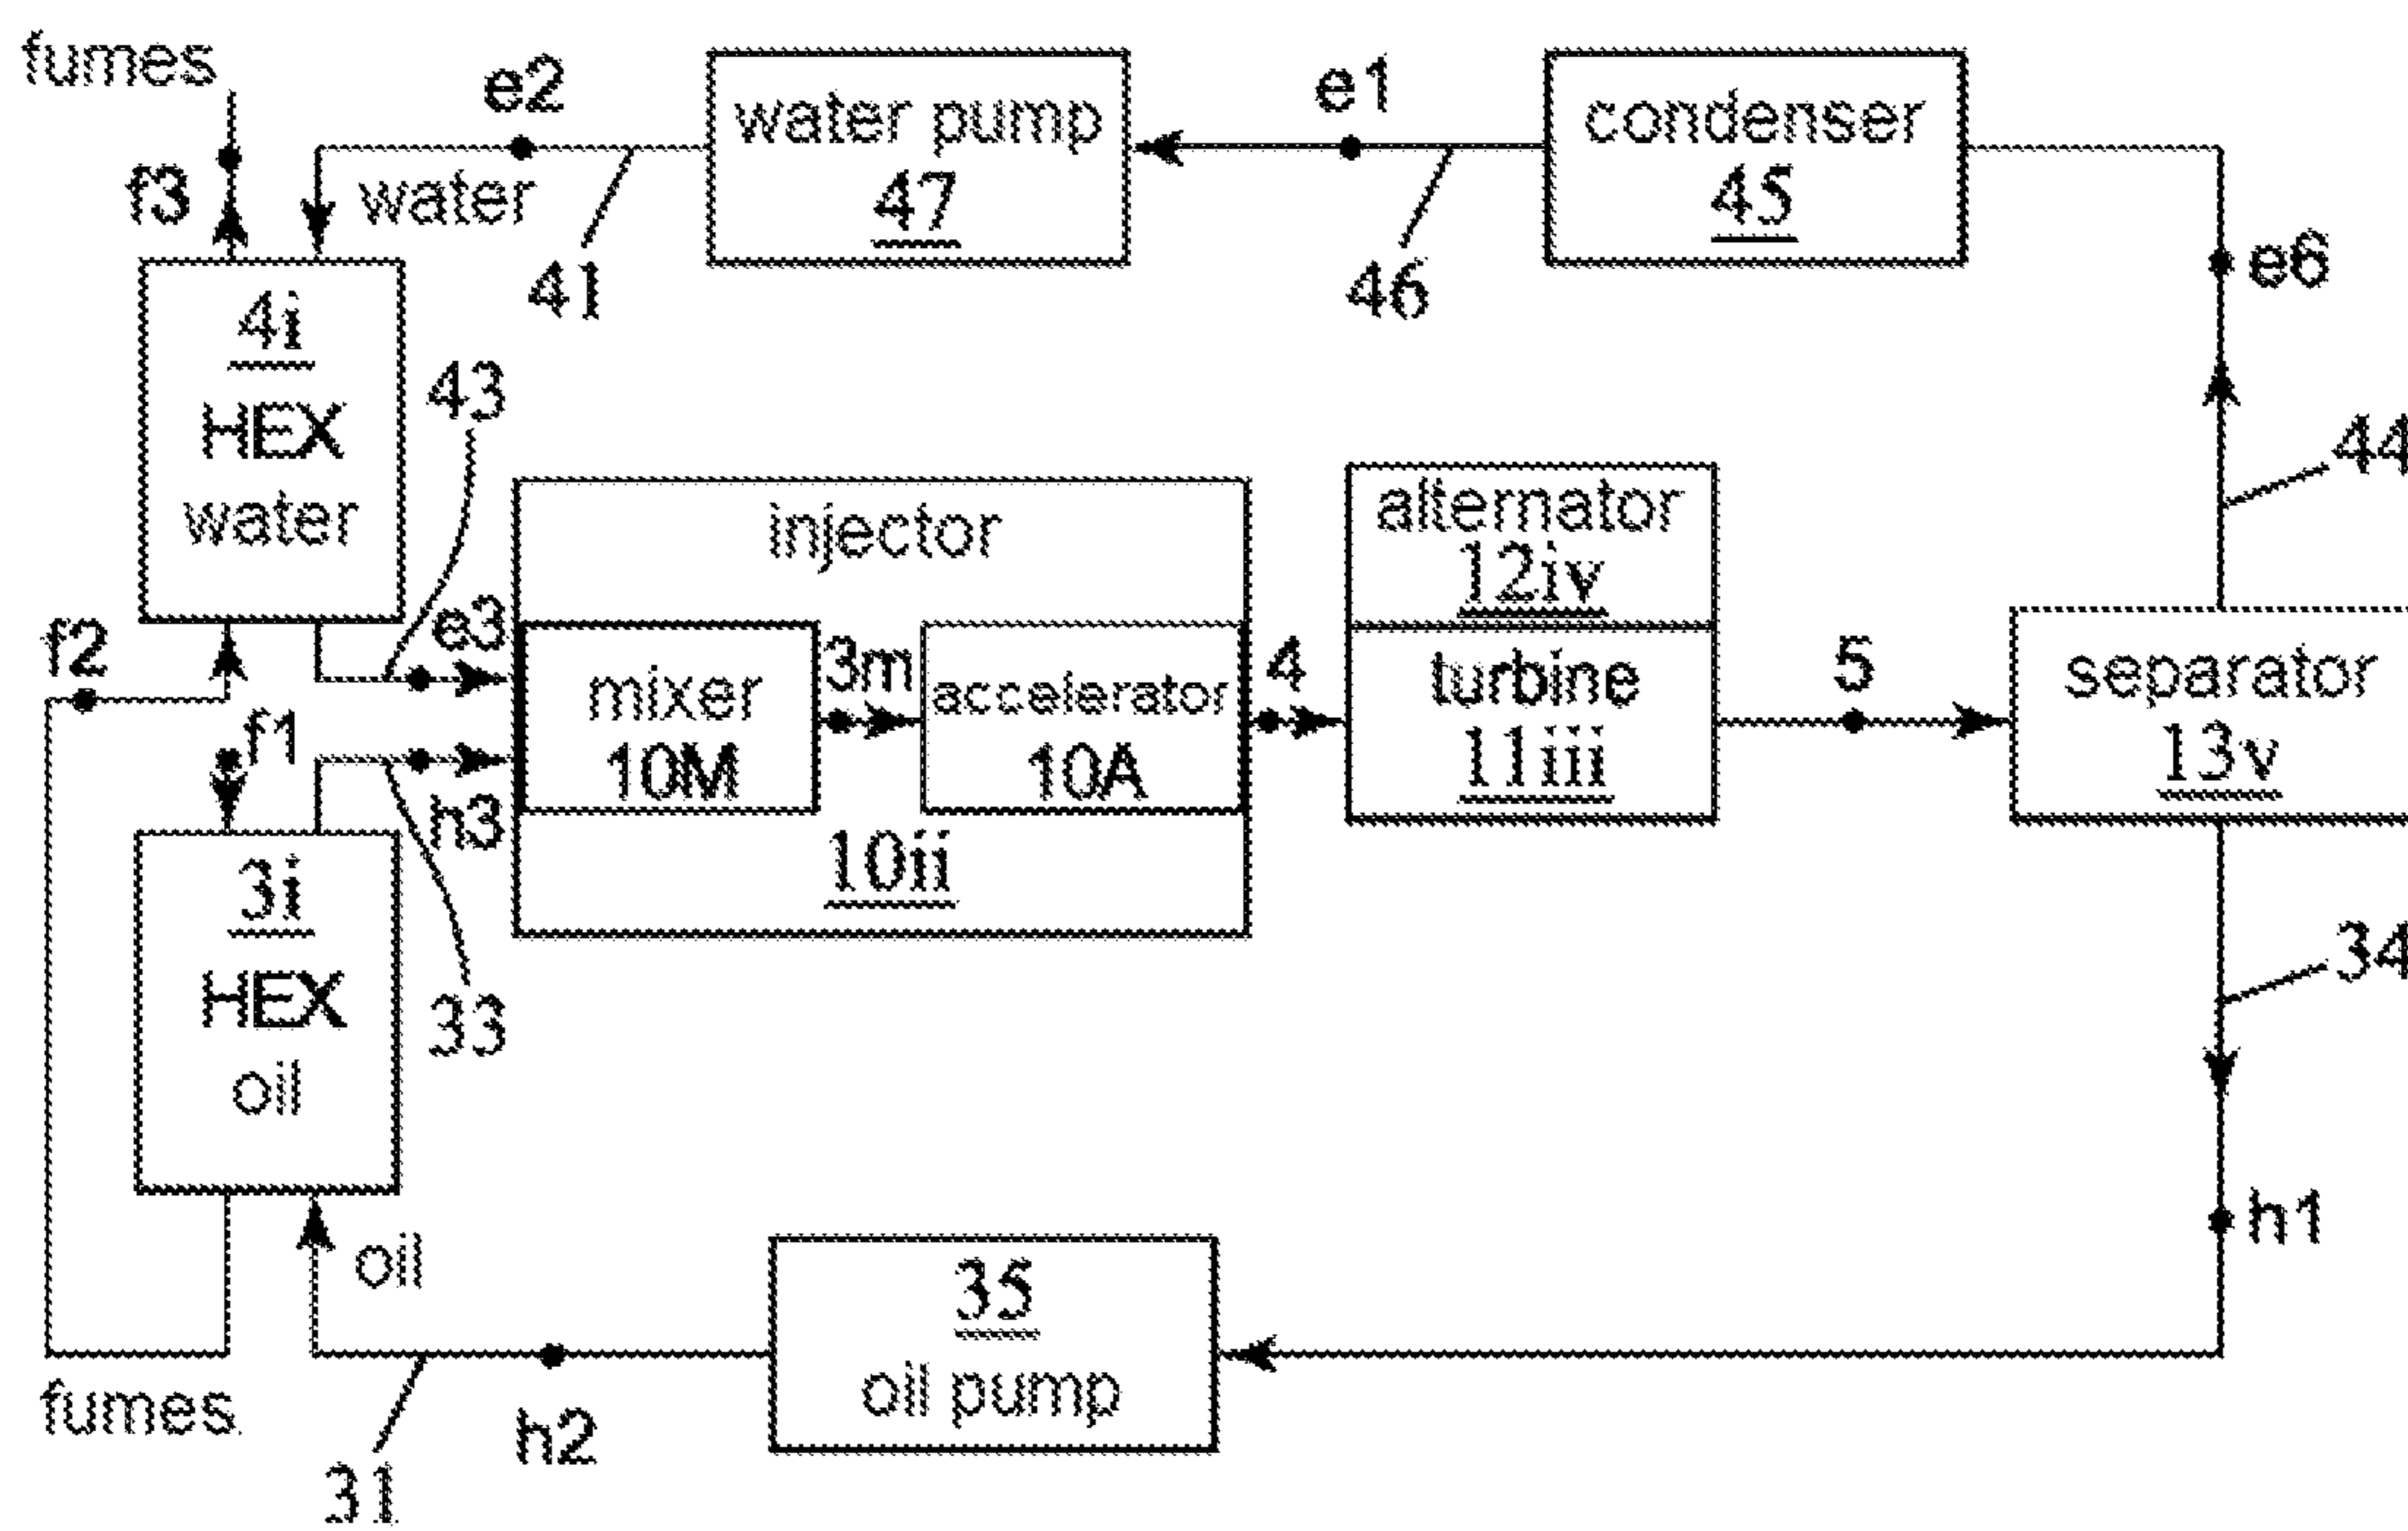 fumes
f3
e2
water
water pump
47
e1
condenser
45
41
46
e6
44
4i
HEX
water
43
f2
e3
f1
h3
33
3i
HEX
oil
injector
mixer
10M
3m
accelerator
10A
10ii
4
alternator
12iv
turbine
11iii
5
separator
13v
34
h1
oil
fumes
31
h2
35
oil pump